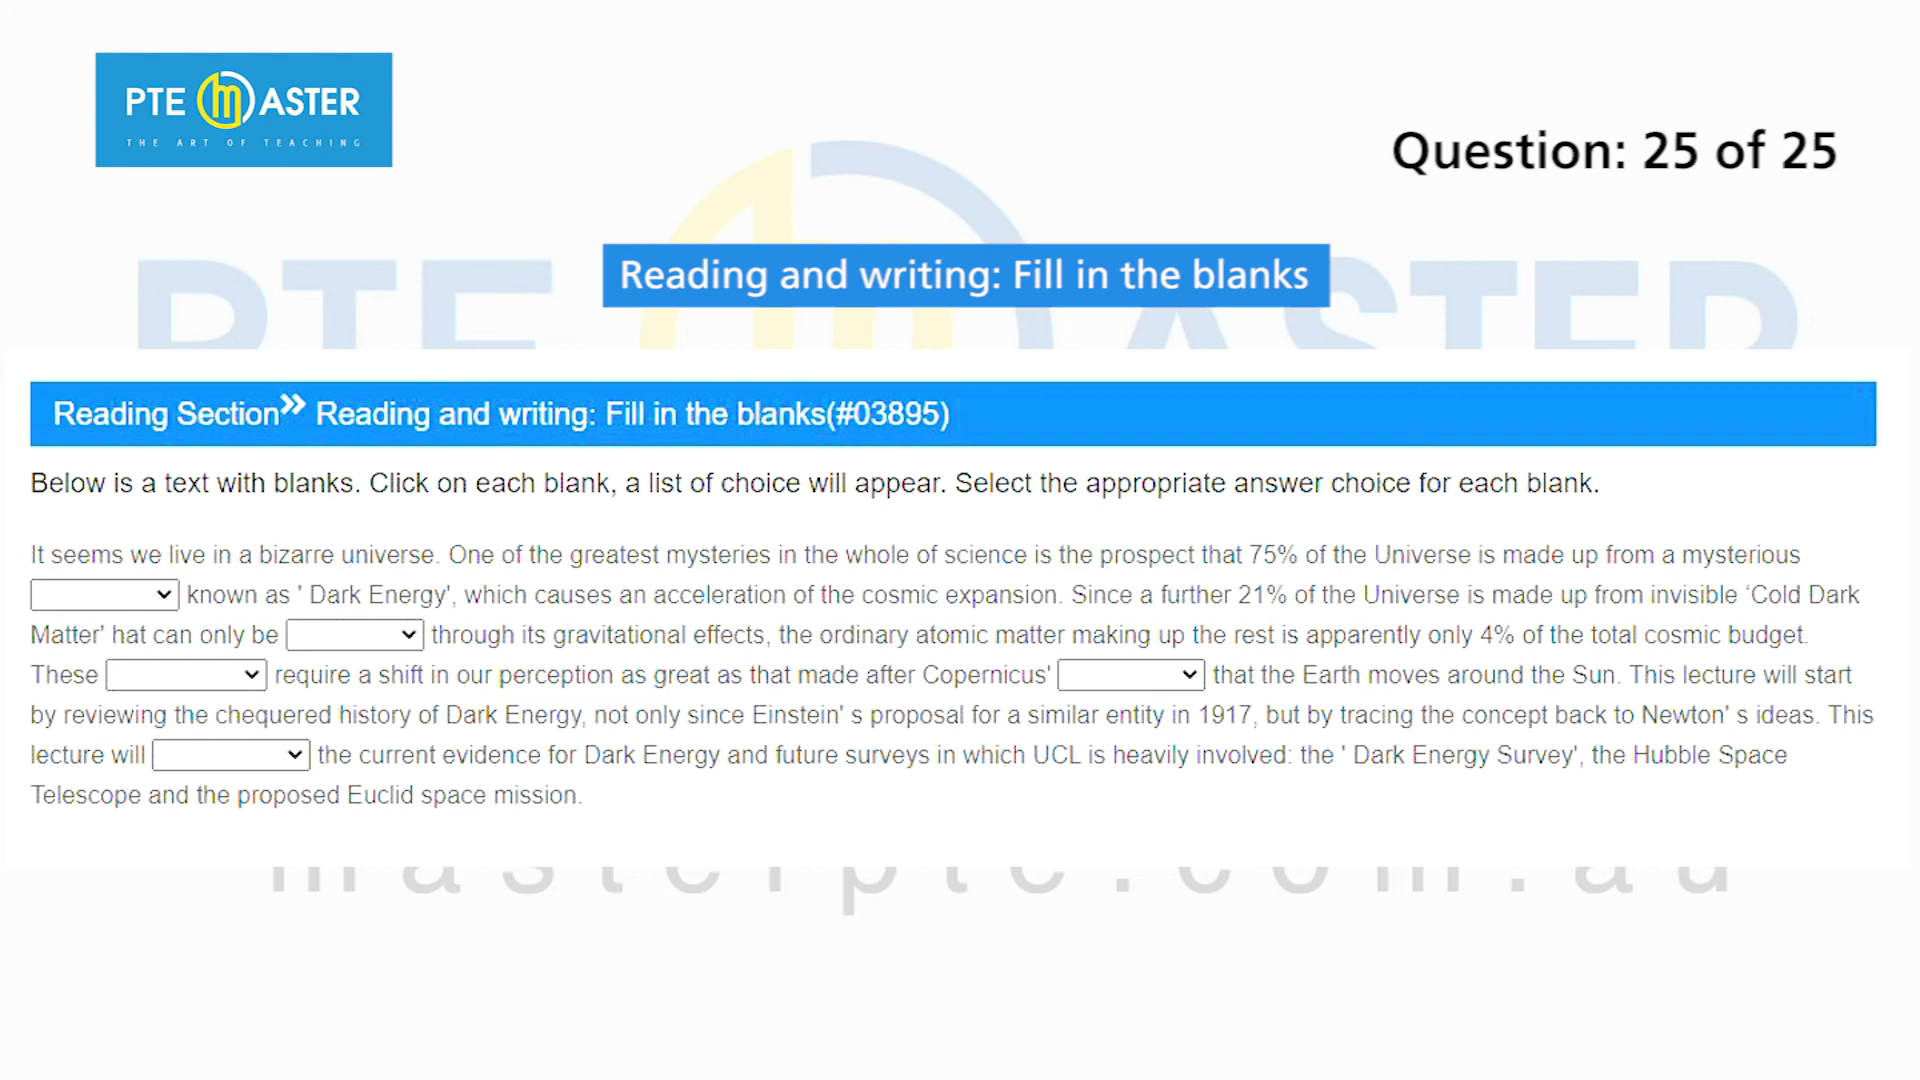 PTE MASTER
THE ART OF TEACHING
Question: 25 of 25
PTE MASTER
Reading and writing: Fill in the blanks
Reading Section» Reading and writing: Fill in the blanks(#03895)
Below is a text with blanks. Click on each blank, a list of choice will appear. Select the appropriate answer choice for each blank.
It seems we live in a bizarre universe. One of the greatest mysteries in the whole of science is the prospect that 75% of the Universe is made up from a mysterious
known as ' Dark Energy', which causes an acceleration of the cosmic expansion. Since a further 21% of the Universe is made up from invisible ‘Cold Dark
Matter' hat can only be through its gravitational effects, the ordinary atomic matter making up the rest is apparently only 4% of the total cosmic budget.
These require a shift in our perception as great as that made after Copernicus' that the Earth moves around the Sun. This lecture will start
by reviewing the chequered history of Dark Energy, not only since Einstein' s proposal for a similar entity in 1917, but by tracing the concept back to Newton' s ideas. This
lecture will the current evidence for Dark Energy and future surveys in which UCL is heavily involved: the ' Dark Energy Survey', the Hubble Space
Telescope and the proposed Euclid space mission.
masterpte.com.au